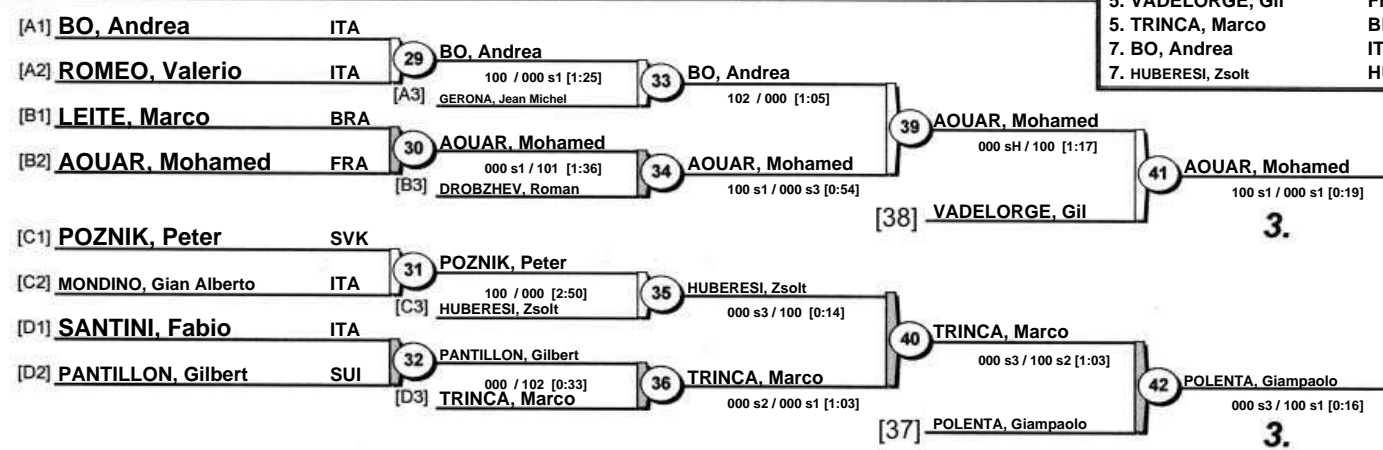 5. VADELORGE, Gil
5. TRINCA, Marco
7. BO, Andrea
7. HUBERESI, Zsolt
[A1] BO, Andrea ITA
[A2] ROMEO, Valerio ITA
29
BO, Andrea
100 / 000 s1 [1:25]
[A3] GERONA, Jean Michel
33
BO, Andrea
102 / 000 [1:05]
[B1] LEITE, Marco BRA
[B2] AOUAR, Mohamed FRA
30
AOUAR, Mohamed
000 s1 / 101 [1:36]
[B3] DROBZHEV, Roman
34
AOUAR, Mohamed
100 s1 / 000 s3 [0:54]
39
AOUAR, Mohamed
000 sH / 100 [1:17]
[38] VADELORGE, Gil
41
AOUAR, Mohamed
100 s1 / 000 s1 [0:19]
3.
[C1] POZNIK, Peter SVK
[C2] MONDINO, Gian Alberto ITA
31
POZNIK, Peter
100 / 000 [2:50]
[C3] HUBERESI, Zsolt
35
HUBERESI, Zsolt
000 s3 / 100 [0:14]
[D1] SANTINI, Fabio ITA
[D2] PANTILLON, Gilbert SUI
32
PANTILLON, Gilbert
000 / 102 [0:33]
[D3] TRINCA, Marco
36
TRINCA, Marco
000 s2 / 000 s1 [1:03]
40
TRINCA, Marco
000 s3 / 100 s2 [1:03]
[37] POLENTA, Giampaolo
42
POLENTA, Giampaolo
000 s3 / 100 s1 [0:16]
3.